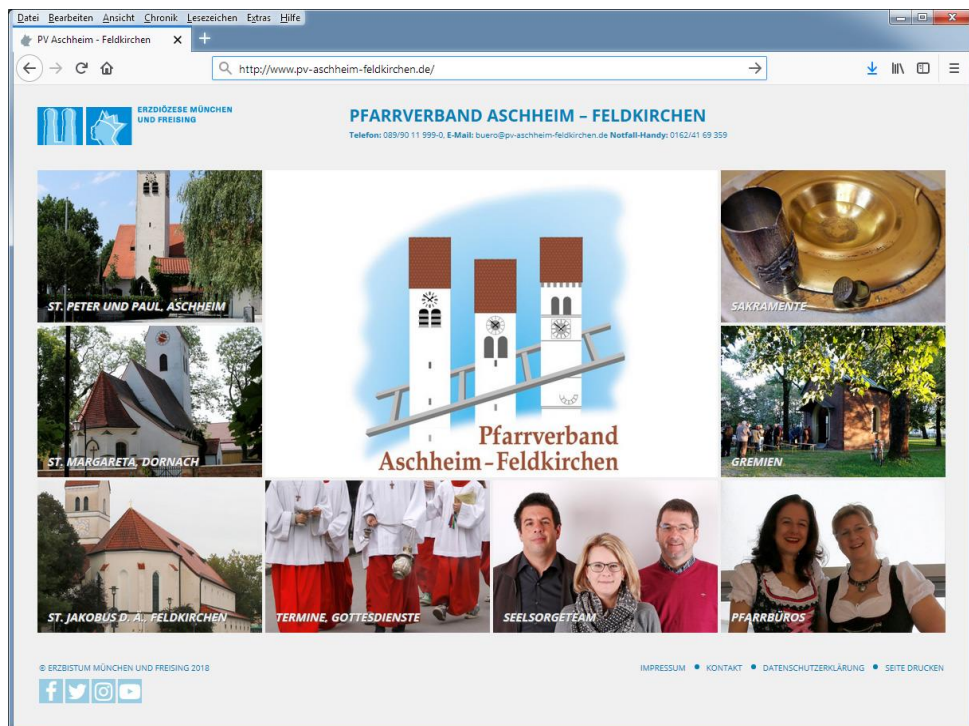 Datei Bearbeiten Ansicht Chronik Lesezeichen Extras Hilfe
PV Aschheim - Feldkirchen
http://www.pv-aschheim-feldkirchen.de/
ERZDIÖZESE MÜNCHEN
UND FREISING
PFARRVERBAND ASCHHEIM – FELDKIRCHEN
Telefon: 089/90 11 999-0, E-Mail: buero@pv-aschheim-feldkirchen.de Notfall-Handy: 0162/41 69 359
ST. PETER UND PAUL, ASCHHEIM
SAKRAMENTE
Pfarrverband
Aschheim–Feldkirchen
ST. MARGARETA, DORNACH
GREMIEN
ST. JAKOBUS D. Ä., FELDKIRCHEN
TERMINE, GOTTESDIENSTE
SEELSORGETEAM
PFARRBÜROS
© ERZBISTUM MÜNCHEN UND FREISING 2018
IMPRESSUM • KONTAKT • DATENSCHUTZERKLÄRUNG • SEITE DRUCKEN